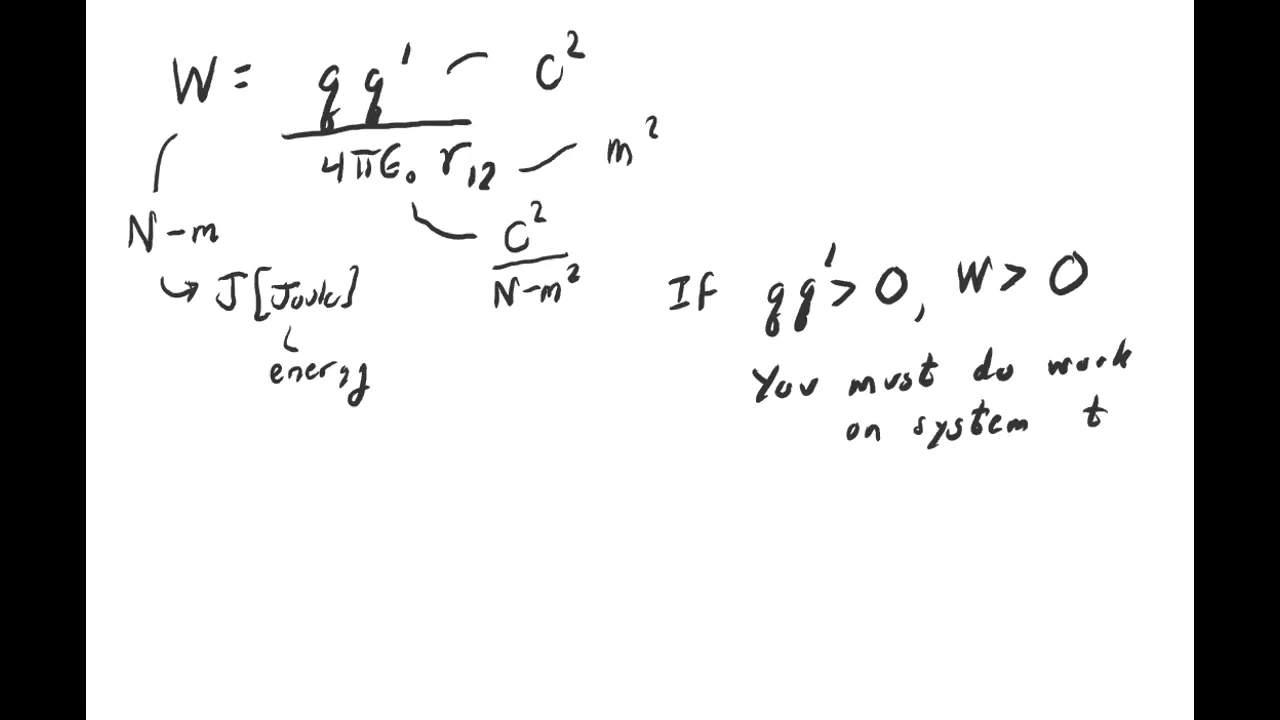 W = qq' / 4πϵ₀ r₁₂
C²
m²
C² / N-m²
N-m
↳ J [Joule]
energy
If qq' > 0, W > 0
You must do work
on system t